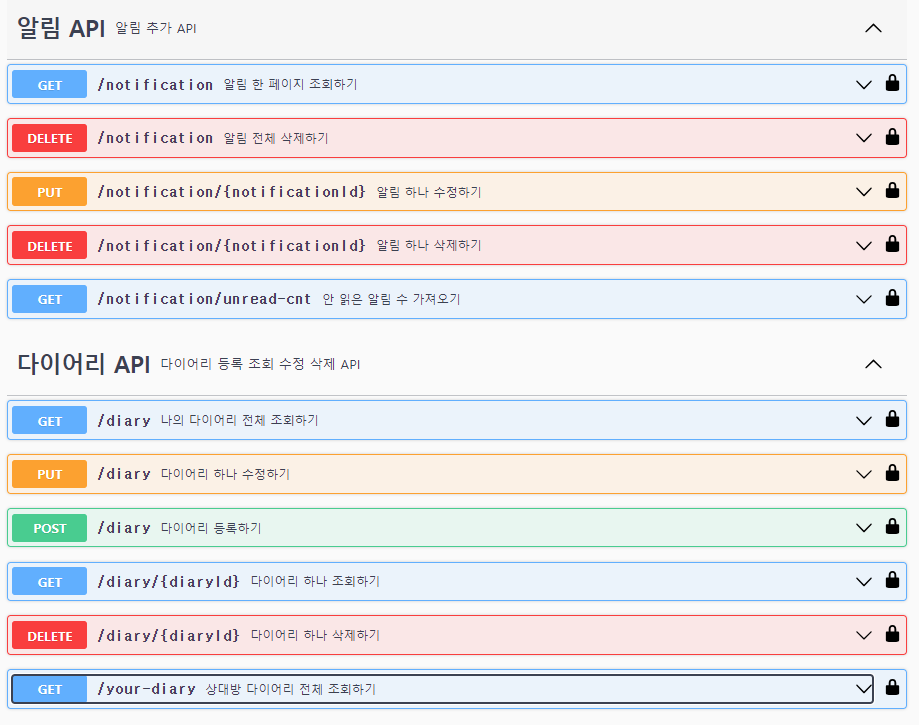 알림 API 알림 추가 API
GET /notification 알림 한 페이지 조회하기
DELETE /notification 알림 전체 삭제하기
PUT /notification/{notificationId} 알림 하나 수정하기
DELETE /notification/{notificationId} 알림 하나 삭제하기
GET /notification/unread-cnt 안 읽은 알림 수 가져오기
다이어리 API 다이어리 등록 조회 수정 삭제 API
GET /diary 나의 다이어리 전체 조회하기
PUT /diary 다이어리 하나 수정하기
POST /diary 다이어리 등록하기
GET /diary/{diaryId} 다이어리 하나 조회하기
DELETE /diary/{diaryId} 다이어리 하나 삭제하기
GET /your-diary 상대방 다이어리 전체 조회하기